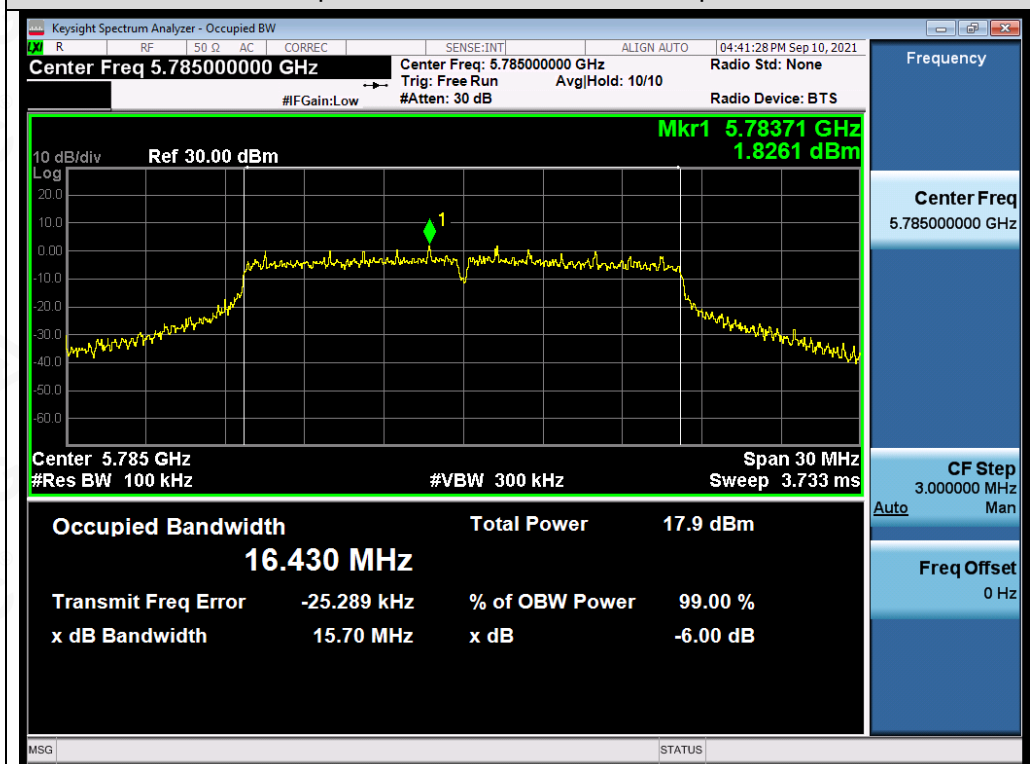 Keysight Spectrum Analyzer - Occupied BW
LXI R RF 50 Ω AC CORREC SENSE:INT ALIGN AUTO 04:41:28 PM Sep 10, 2021
Center Freq 5.785000000 GHz
Center Freq: 5.785000000 GHz
Radio Std: None
Trig: Free Run Avg|Hold: 10/10
#IFGain:Low
#Atten: 30 dB
Radio Device: BTS
Mkr1 5.78371 GHz
1.8261 dBm
10 dB/div Ref 30.00 dBm
Log
20.0
10.0
0.00
-10.0
-20.0
-30.0
-40.0
-50.0
-60.0
1
Center 5.785 GHz Span 30 MHz
#Res BW 100 kHz #VBW 300 kHz Sweep 3.733 ms
Occupied Bandwidth Total Power 17.9 dBm
16.430 MHz
Transmit Freq Error -25.289 kHz % of OBW Power 99.00 %
x dB Bandwidth 15.70 MHz x dB -6.00 dB
Frequency
Center Freq
5.785000000 GHz
CF Step
3.000000 MHz
Auto Man
Freq Offset
0 Hz
MSG STATUS